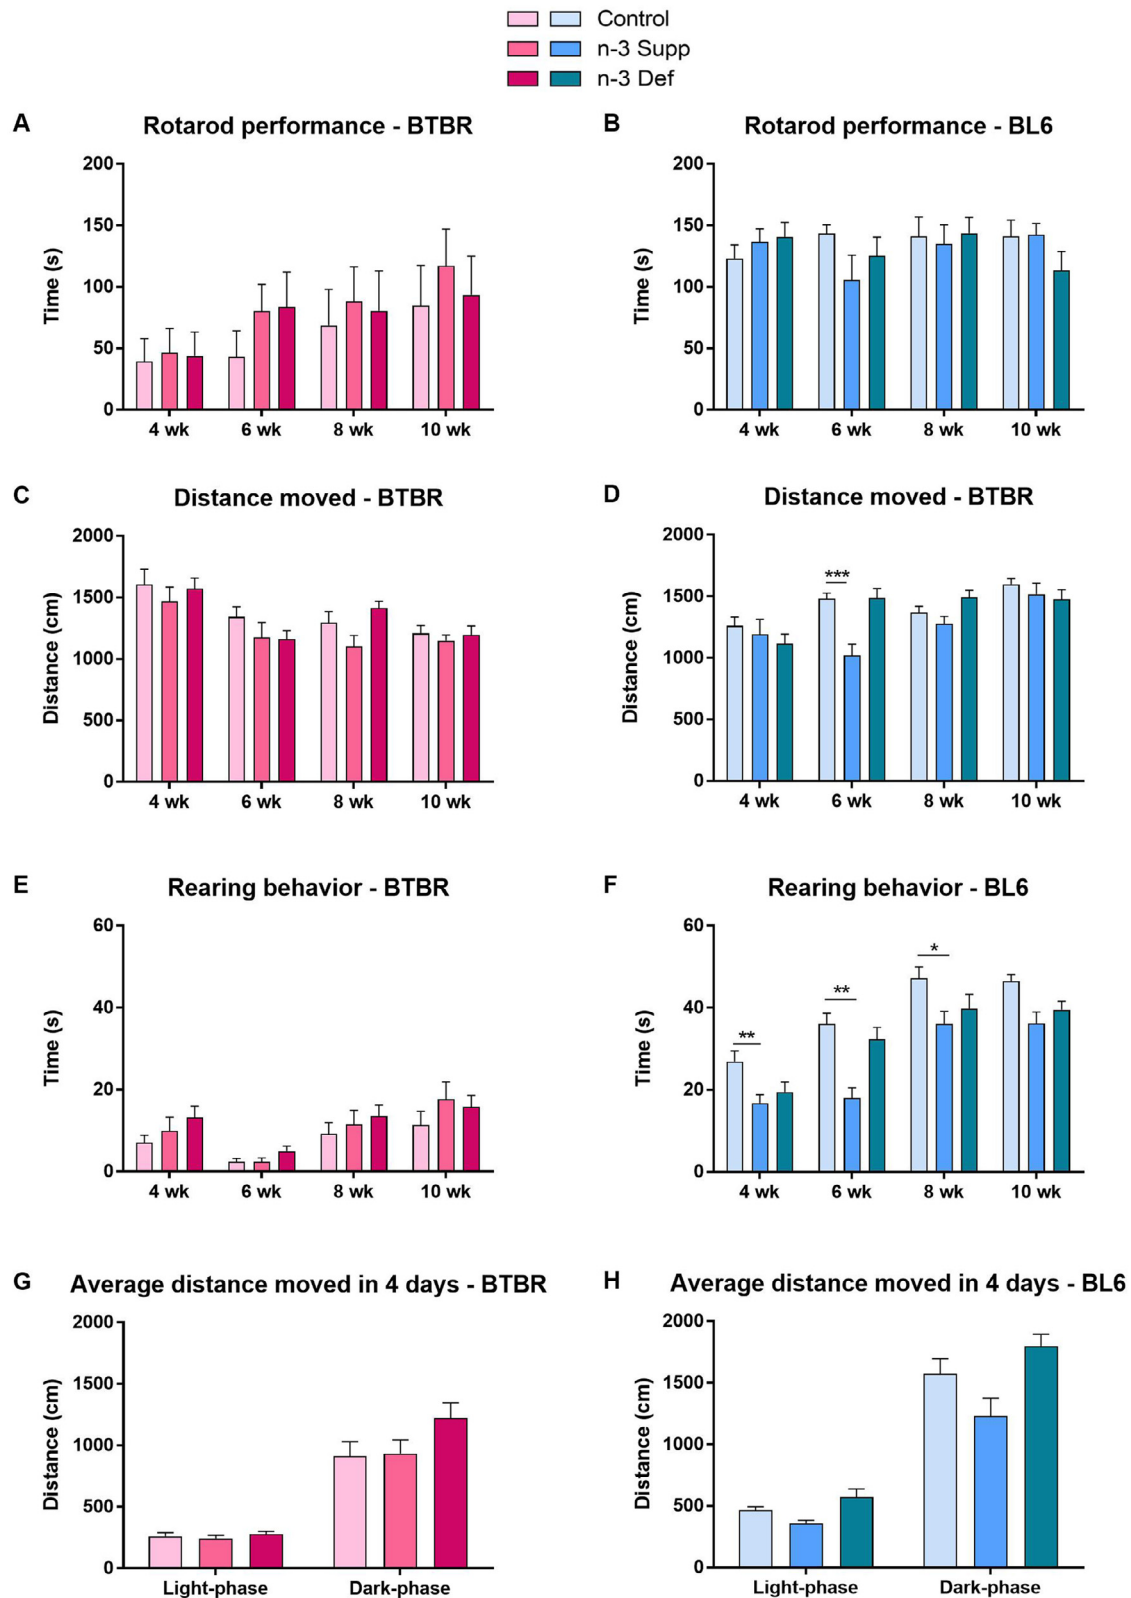 Control
n-3 Supp
n-3 Def
A Rotarod performance - BTBR
200
150
100
50
0
Time (s)
4 wk 6 wk 8 wk 10 wk
B Rotarod performance - BL6
200
150
100
50
0
Time (s)
4 wk 6 wk 8 wk 10 wk
C Distance moved - BTBR
2000
1500
1000
500
0
Distance (cm)
4 wk 6 wk 8 wk 10 wk
D Distance moved - BTBR
2000
1500
1000
500
0
Distance (cm)
***
4 wk 6 wk 8 wk 10 wk
E Rearing behavior - BTBR
60
40
20
0
Time (s)
4 wk 6 wk 8 wk 10 wk
F Rearing behavior - BL6
60
40
20
0
Time (s)
** ** *
4 wk 6 wk 8 wk 10 wk
G Average distance moved in 4 days - BTBR
2000
1500
1000
500
0
Distance (cm)
Light-phase Dark-phase
H Average distance moved in 4 days - BL6
2000
1500
1000
500
0
Distance (cm)
Light-phase Dark-phase